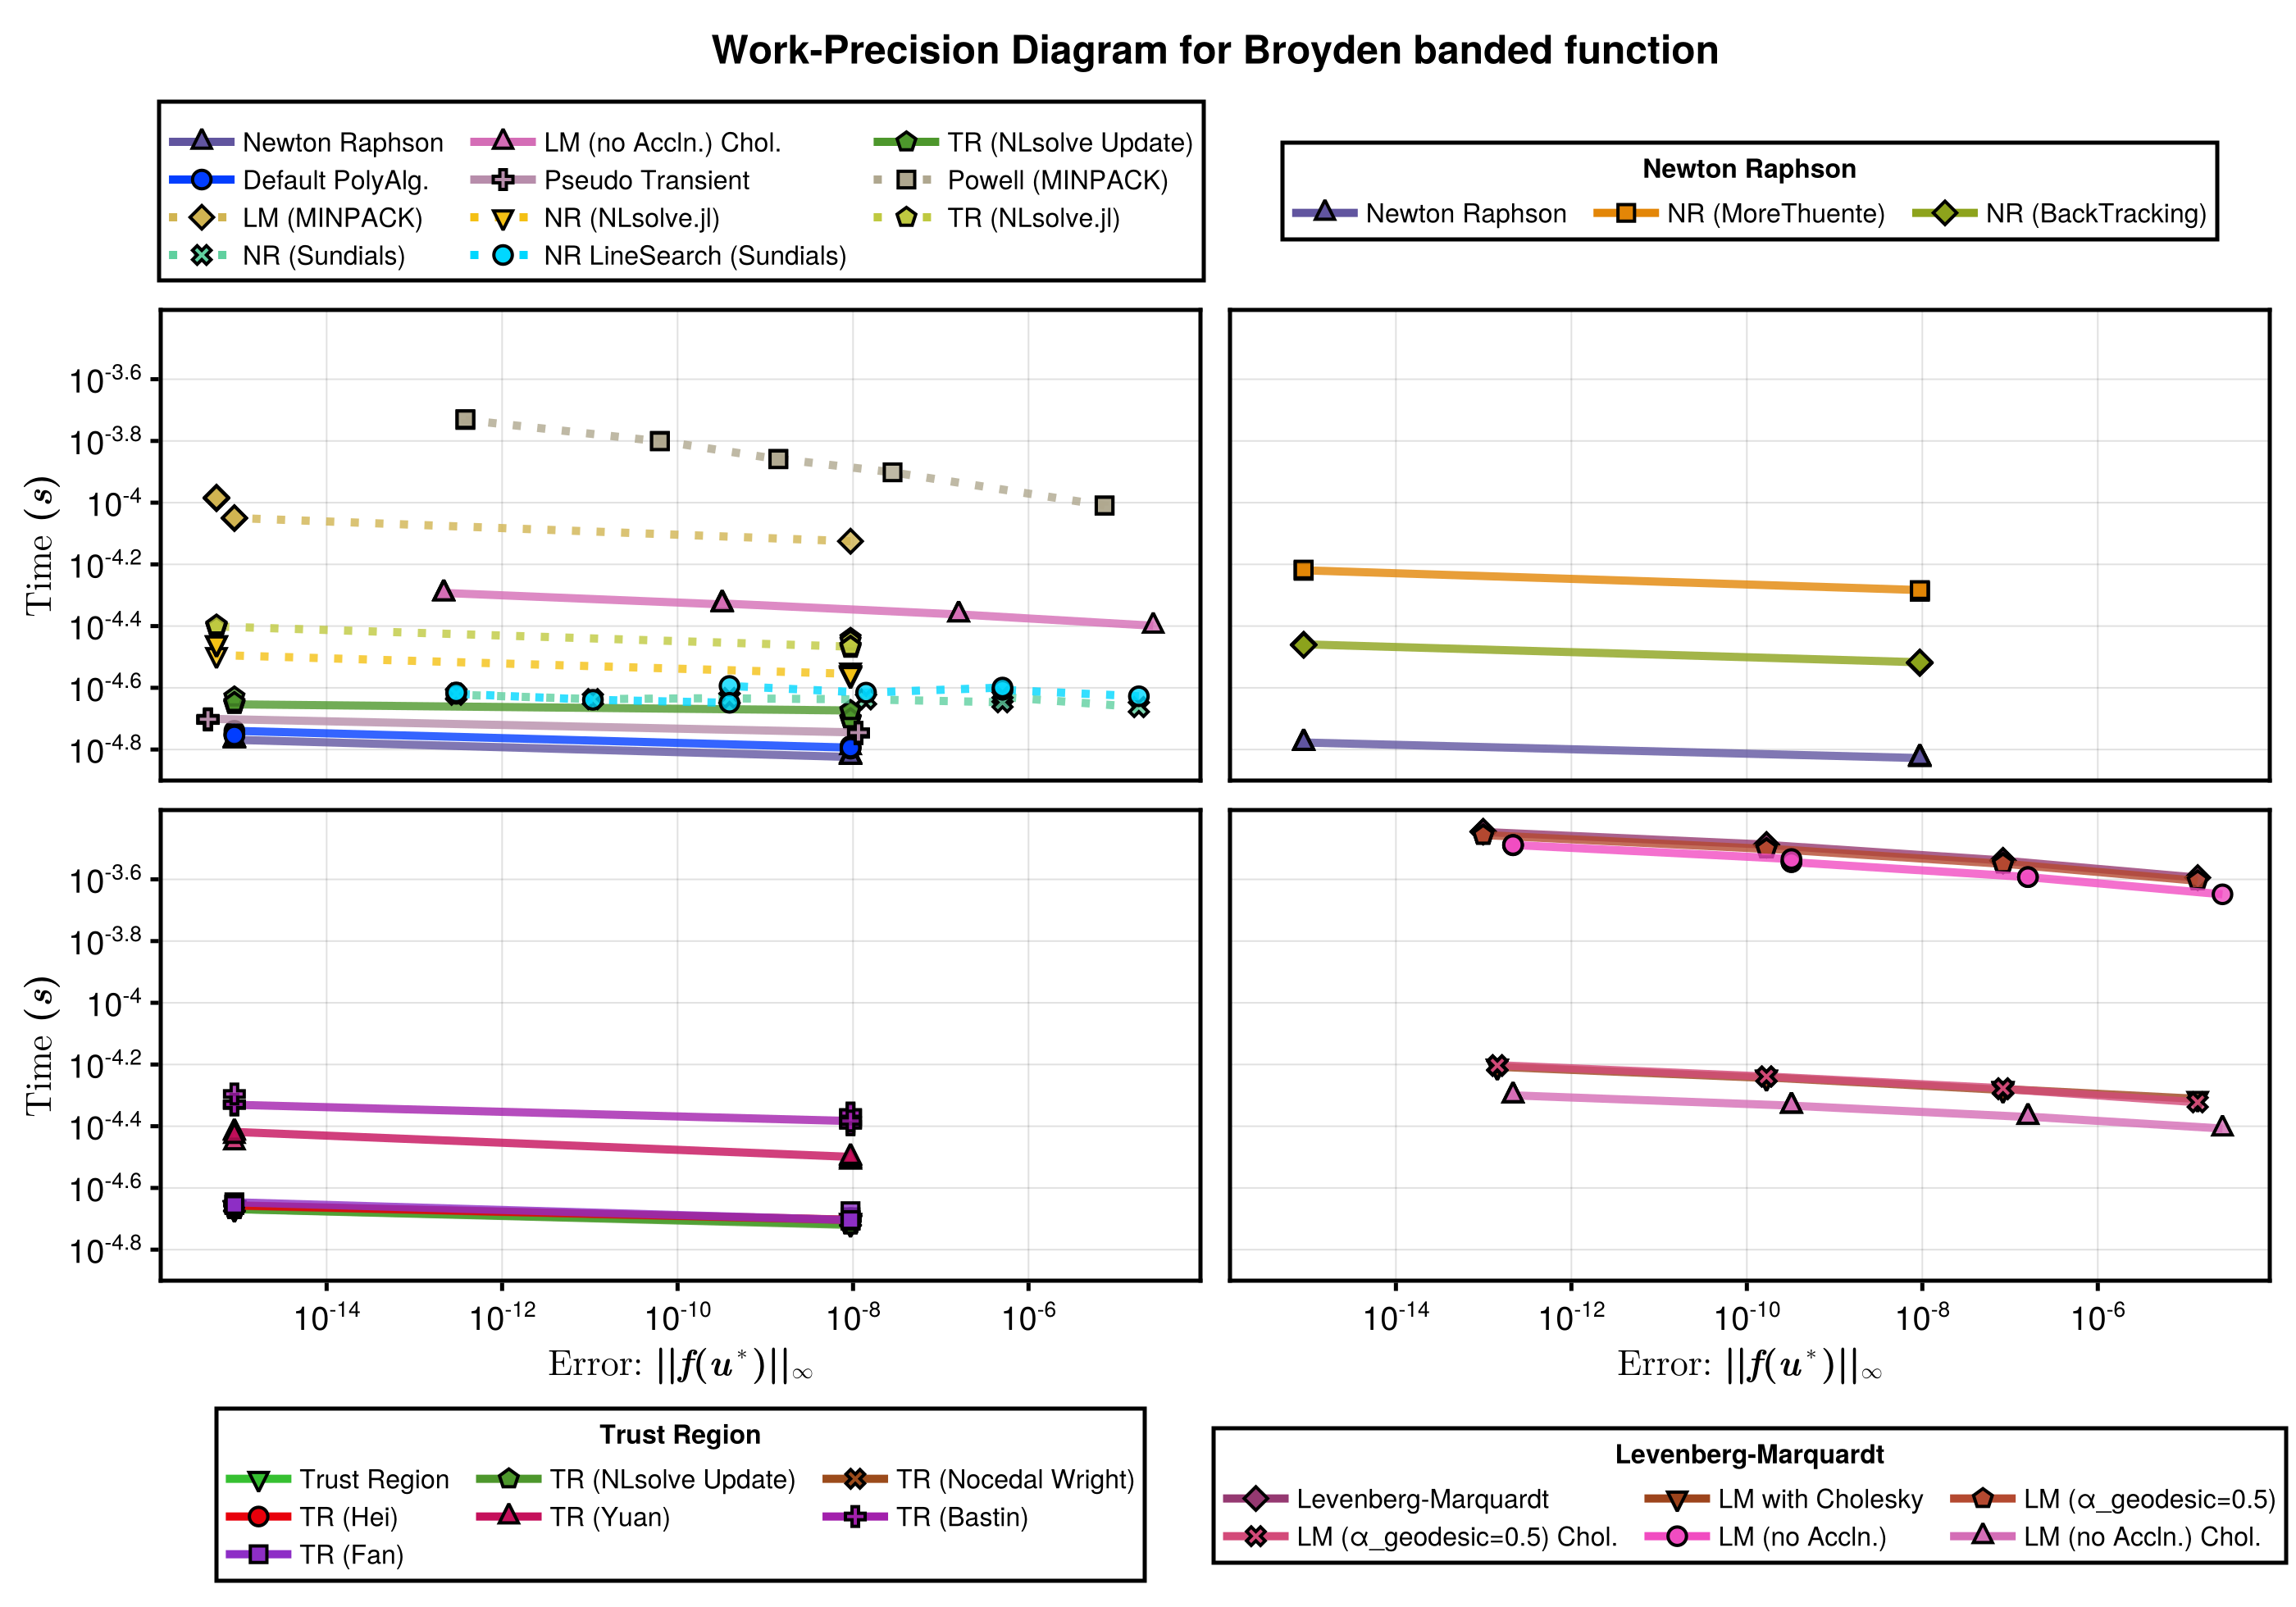 Work-Precision Diagram for Broyden banded function
Newton Raphson LM (no Accln.) Chol. TR (NLsolve Update)
Default PolyAlg. Pseudo Transient Powell (MINPACK)
LM (MINPACK) NR (NLsolve.jl) TR (NLsolve.jl)
NR (Sundials) NR LineSearch (Sundials)
Newton Raphson
Newton Raphson NR (MoreThuente) NR (BackTracking)
Time (s)
10^-3.6
10^-3.8
10^-4
10^-4.2
10^-4.4
10^-4.6
10^-4.8
Time (s)
10^-3.6
10^-3.8
10^-4
10^-4.2
10^-4.4
10^-4.6
10^-4.8
10^-14 10^-12 10^-10 10^-8 10^-6
Error: ||f(u*)||∞
10^-14 10^-12 10^-10 10^-8 10^-6
Error: ||f(u*)||∞
Trust Region
Trust Region TR (NLsolve Update) TR (Nocedal Wright)
TR (Hei) TR (Yuan) TR (Bastin)
TR (Fan)
Levenberg-Marquardt
Levenberg-Marquardt LM with Cholesky LM (α_geodesic=0.5)
LM (α_geodesic=0.5) Chol. LM (no Accln.) LM (no Accln.) Chol.